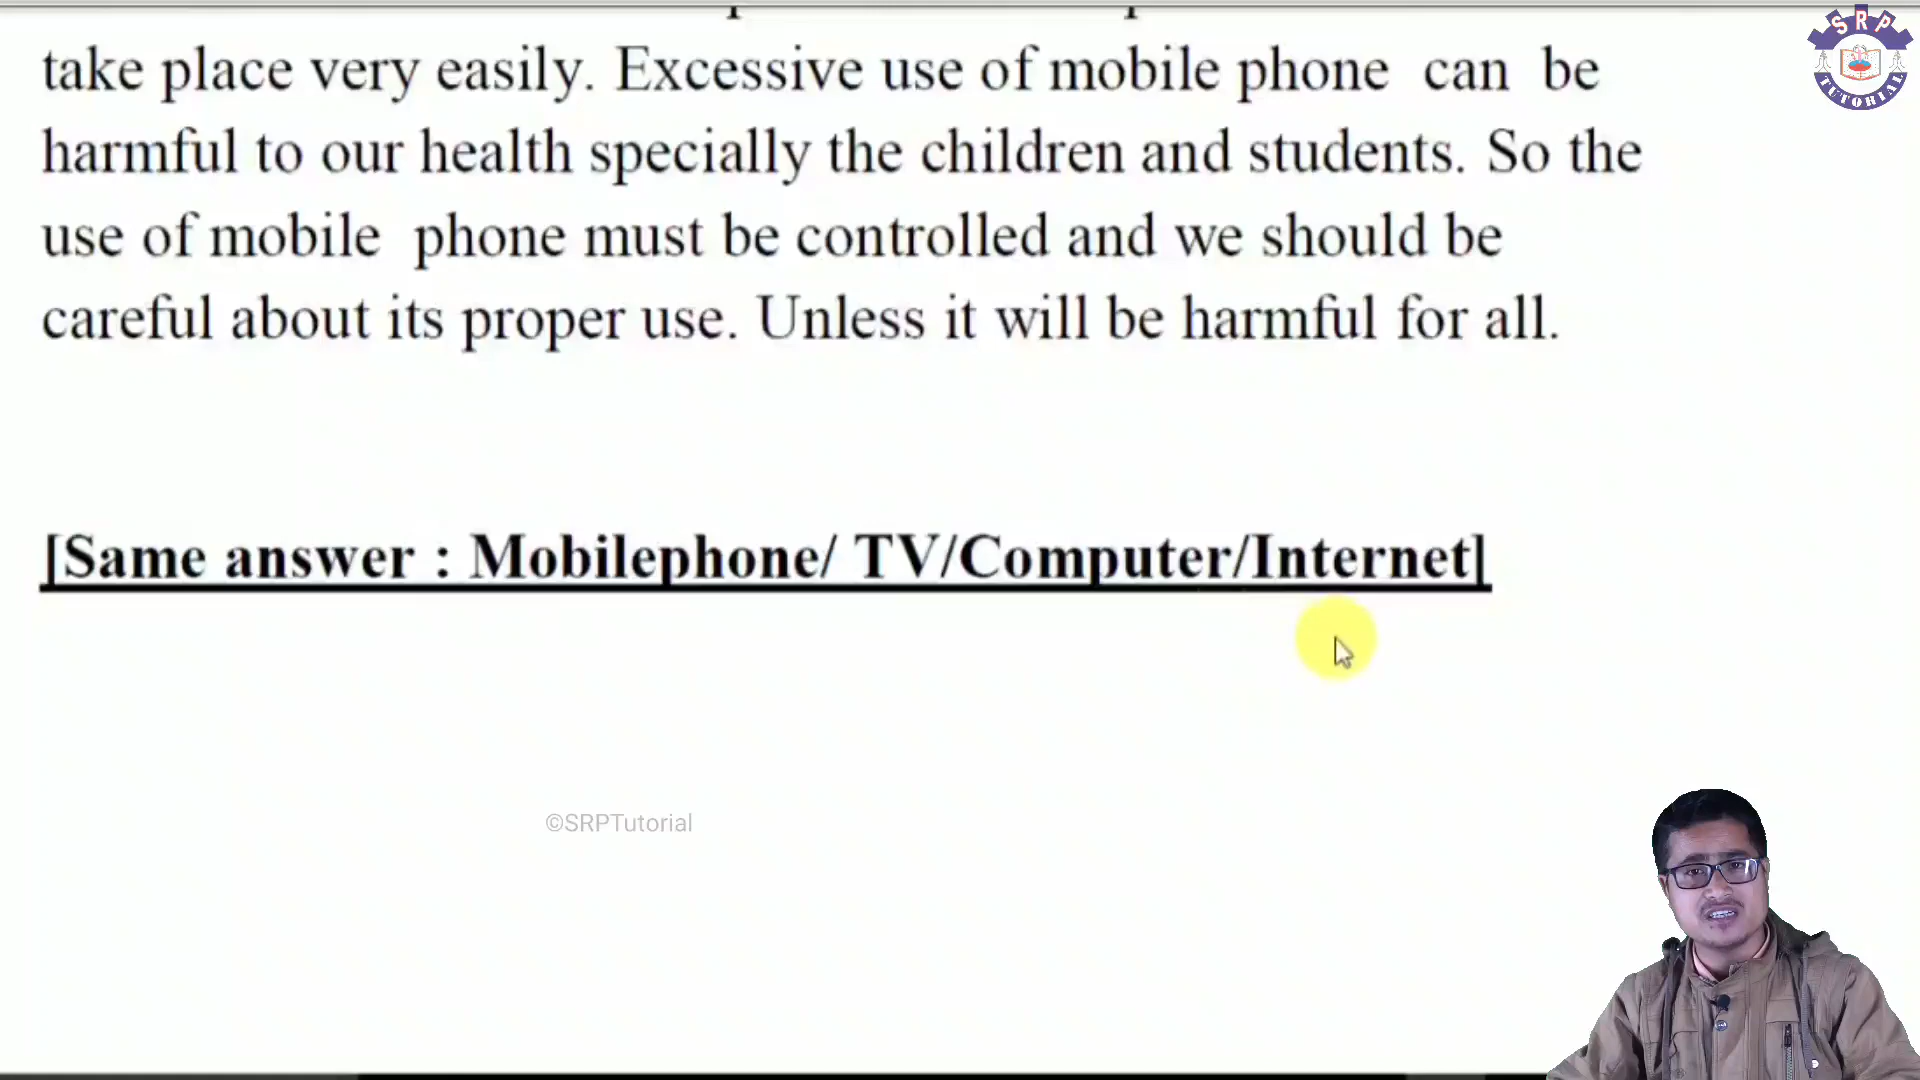 SRP
TUTORIAL
take place very easily. Excessive use of mobile phone can be
harmful to our health specially the children and students. So the
use of mobile phone must be controlled and we should be
careful about its proper use. Unless it will be harmful for all.
[Same answer : Mobilephone/ TV/Computer/Internet]
©SRPTutorial